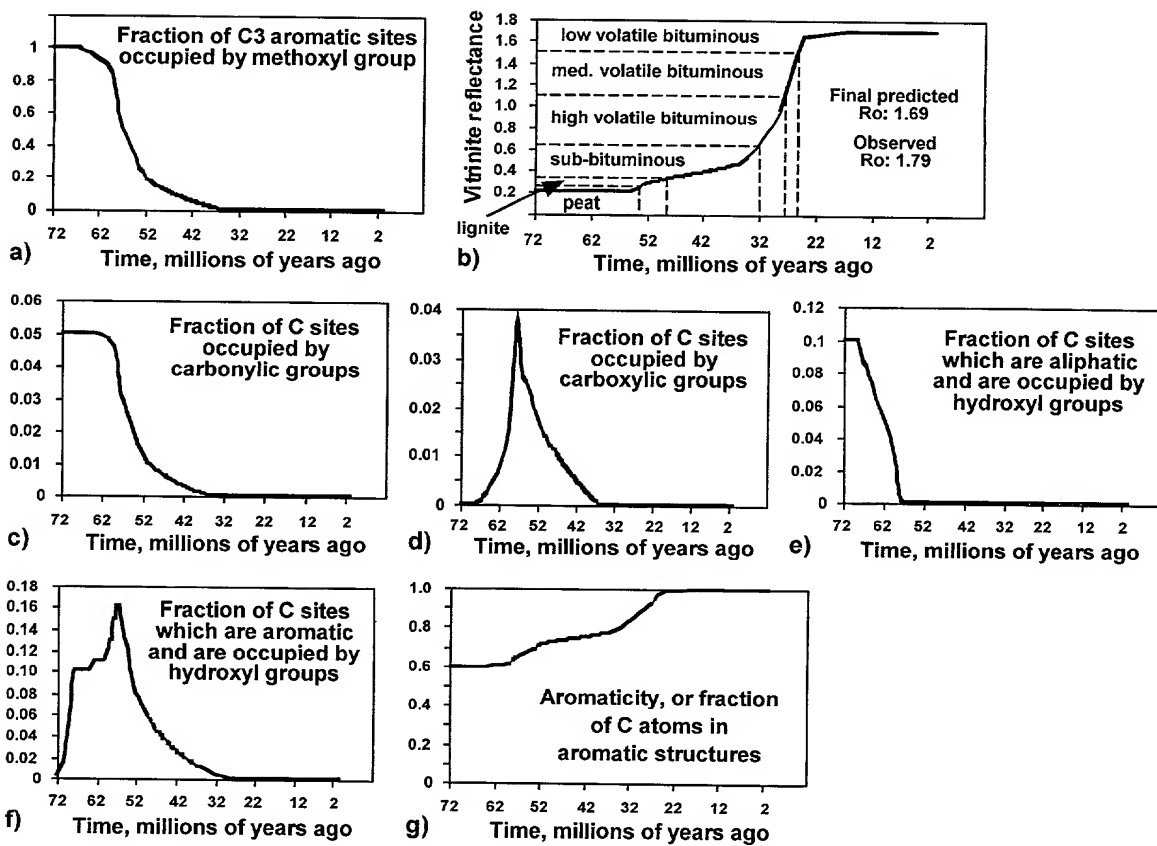 Fraction of C3 aromatic sites
occupied by methoxyl group
1
0.8
0.6
0.4
0.2
0
72 62 52 42 32 22 12 2
Time, millions of years ago
a)
Vitrinite reflectance
1.8
1.6
1.4
1.2
1.0
0.8
0.6
0.4
0.2
low volatile bituminous
med. volatile bituminous
high volatile bituminous
sub-bituminous
peat
lignite
Final predicted
Ro: 1.69
Observed
Ro: 1.79
72 62 52 42 32 22 12 2
Time, millions of years ago
b)
0.06
0.05
0.04
0.03
0.02
0.01
0
Fraction of C sites
occupied by
carbonylic groups
72 62 52 42 32 22 12 2
Time, millions of years ago
c)
0.04
0.03
0.02
0.01
0
Fraction of C sites
occupied by
carboxylic groups
72 62 52 42 32 22 12 2
Time, millions of years ago
d)
0.12
0.1
0.08
0.06
0.04
0.02
0
Fraction of C sites
which are aliphatic
and are occupied by
hydroxyl groups
72 62 52 42 32 22 12 2
Time, millions of years ago
e)
0.18
0.16
0.14
0.12
0.10
0.08
0.06
0.04
0.02
0
Fraction of C sites
which are aromatic
and are occupied by
hydroxyl groups
72 62 52 42 32 22 12 2
Time, millions of years ago
f)
1.0
0.8
0.6
0.4
0.2
0
Aromaticity, or fraction
of C atoms in
aromatic structures
72 62 52 42 32 22 12 2
Time, millions of years ago
g)